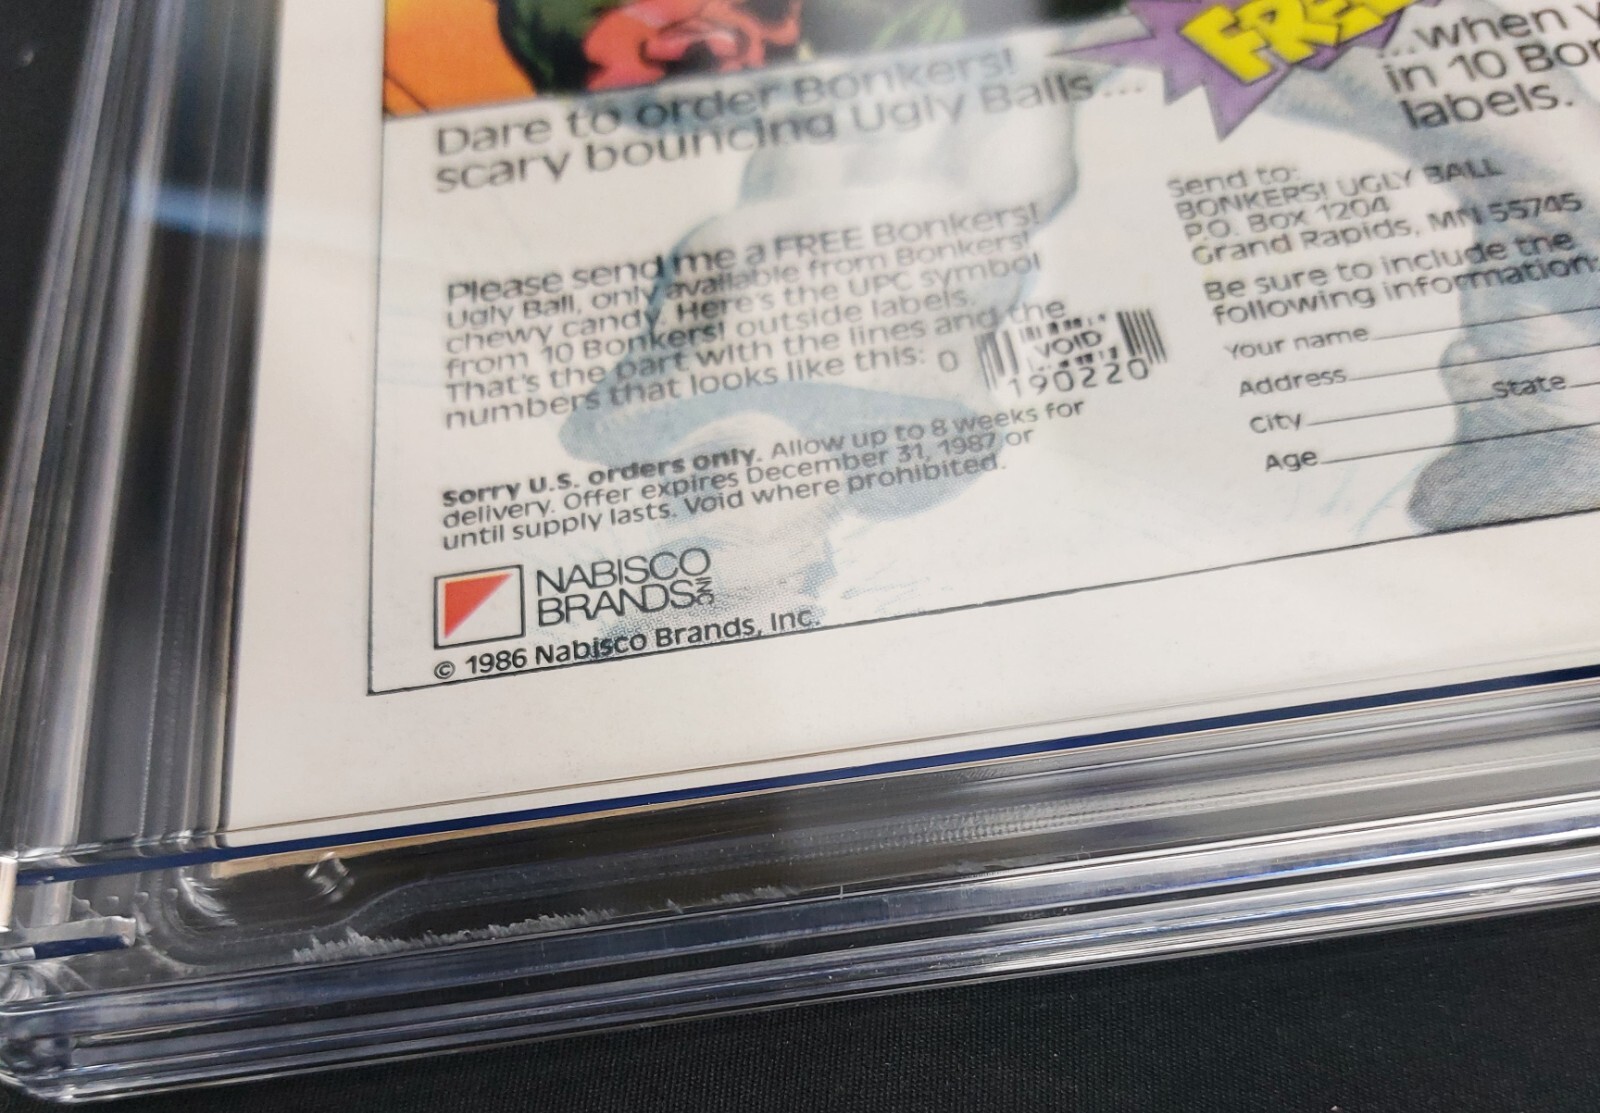 FREE
...when
in 10
labels.
Dare to order Bonkers!
scary bouncing Ugly Balls...
Please send me a FREE Bonkers!
Ugly Ball, only available from Bonkers!
chewy candy. Here's the UPC symbol
from 10 Bonkers! outside labels.
That's the part with the lines and the
numbers that looks like this: 0
VOID
190220
Sorry U.S. orders only. Allow up to 8 weeks for
delivery. Offer expires December 31, 1987 or
until supply lasts. Void where prohibited.
NABISCO
BRANDS INC
© 1986 Nabisco Brands, Inc.
Send to:
BONKERS! UGLY BALL
P.O. Box 1204
Grand Rapids, MN 55745
Be sure to include the
following information:
Your name
Address
City State
Age